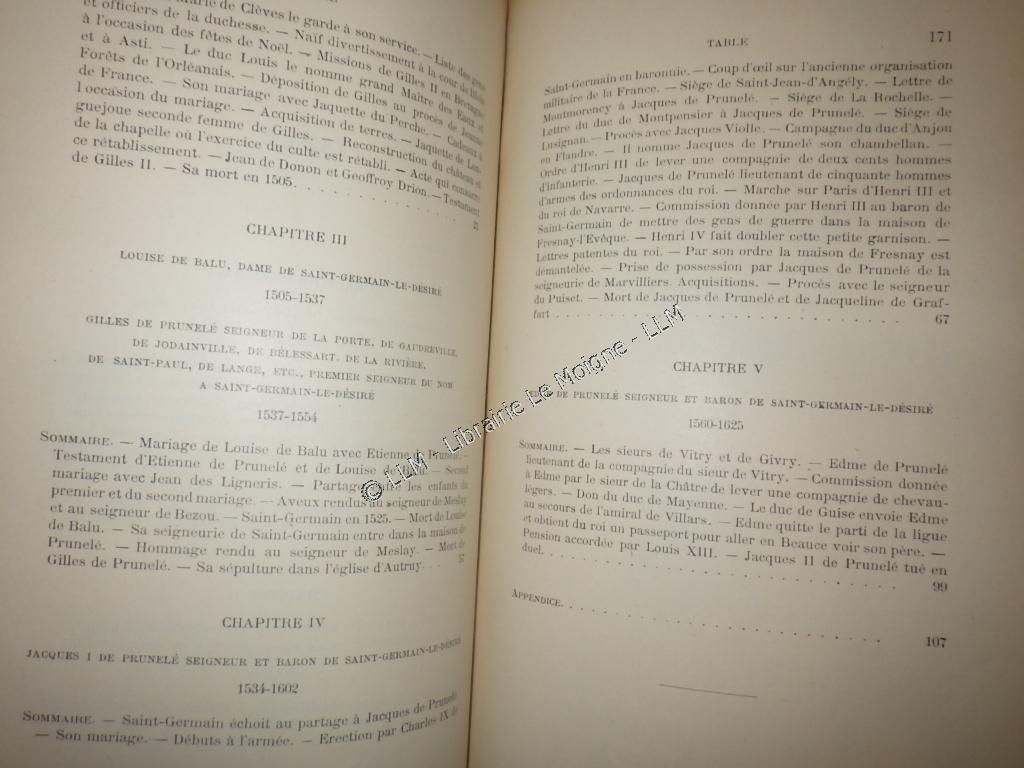 Marie de Clèves le garde à son service. — Liste des gens
et officiers de la duchesse. — Naïf divertissement à la cour de Blois
à l'occasion des fêtes de Noël. — Missions de Gilles II en Bretagne
et à Asti. — Le duc Louis le nomme grand Maître des Eaux et
Forêts de l'Orléanais. — Déposition de Gilles au procès de Jeanne
de France. — Son mariage avec Jaquette du Perche. — Cadeaux à
l'occasion du mariage. — Acquisition de terres. — Jaquette de Lon-
guejoue seconde femme de Gilles. — Reconstruction du château et
de la chapelle où l'exercice du culte est rétabli. — Acte qui consacre
ce rétablissement. — Jean de Donon et Geoffroy Drion. — Testament
de Gilles II. — Sa mort en 1505.
CHAPITRE III
LOUISE DE BALU, DAME DE SAINT-GERMAIN-LE-DÉSIRÉ
1505-1537
GILLES DE PRUNELÉ SEIGNEUR DE LA PORTE, DE GAUDREVILLE,
DE JODAINVILLE, DE BÉLESSART, DE LA RIVIÈRE,
DE SAINT-PAUL, DE LANGE, ETC., PREMIER SEIGNEUR DU NOM
A SAINT-GERMAIN-LE-DÉSIRÉ
1537-1554
SOMMAIRE. — Mariage de Louise de Balu avec Etienne de Prunelé. —
Testament d'Etienne de Prunelé et de Louise de Balu. — Second
mariage avec Jean des Ligneris. — Partage entre les enfants du
premier et du second mariage. — Aveux rendus au seigneur de Meslay
et au seigneur de Bezou. — Saint-Germain en 1525. — Mort de Louise
de Balu. — Sa seigneurie de Saint-Germain entre dans la maison de
Prunelé. — Hommage rendu au seigneur de Meslay. — Mort de
Gilles de Prunelé. — Sa sépulture dans l'église d'Autruy. . . 57
CHAPITRE IV
JACQUES I DE PRUNELÉ SEIGNEUR ET BARON DE SAINT-GERMAIN-LE-DÉSIRÉ
1534-1602
SOMMAIRE. — Saint-Germain échoit au partage à Jacques de Prunelé.
— Son mariage. — Débuts à l'armée. — Erection par Charles IX de
TABLE 171
Saint-Germain en baronnie. — Coup d'œil sur l'ancienne organisation
militaire de la France. — Siège de Saint-Jean-d'Angély. — Lettre de
Montmorency à Jacques de Prunelé. — Siège de La Rochelle. —
Lettre du duc de Montpensier à Jacques de Prunelé. — Siège de
Lusignan. — Procès avec Jacques Violle. — Campagne du duc d'Anjou
en Flandre. — Il nomme Jacques de Prunelé son chambellan. —
Ordre d'Henri III de lever une compagnie de deux cents hommes
d'infanterie. — Jacques de Prunelé lieutenant de cinquante hommes
d'armes des ordonnances du roi. — Marche sur Paris d'Henri III et
du roi de Navarre. — Commission donnée par Henri III au baron de
Saint-Germain de mettre des gens de guerre dans la maison de
Fresnay-l'Evêque. — Henri IV fait doubler cette petite garnison. —
Lettres patentes du roi. — Par son ordre la maison de Fresnay est
démantelée. — Prise de possession par Jacques de Prunelé de la
seigneurie de Marvilliers. Acquisitions. — Procès avec le seigneur
du Puiset. — Mort de Jacques de Prunelé et de Jacqueline de Graf-
fart . . . . . . . . . . . . . . . . 67
CHAPITRE V
EDME DE PRUNELÉ SEIGNEUR ET BARON DE SAINT-GERMAIN-LE-DÉSIRÉ
1560-1625
SOMMAIRE. — Les sieurs de Vitry et de Givry. — Edme de Prunelé
lieutenant de la compagnie du sieur de Vitry. — Commission donnée
à Edme par le sieur de la Châtre de lever une compagnie de chevau-
légers. — Don du duc de Mayenne. — Le duc de Guise envoie Edme
au secours de l'amiral de Villars. — Edme quitte le parti de la ligue
et obtient du roi un passeport pour aller en Beauce voir son père. —
Pension accordée par Louis XIII. — Jacques II de Prunelé tué en
duel. . . . . . . . . . . . . . . . . 99
APPENDICE. . . . . . . . . . . . . . . . 107
© LLM - Librairie Le Moigne - LLM